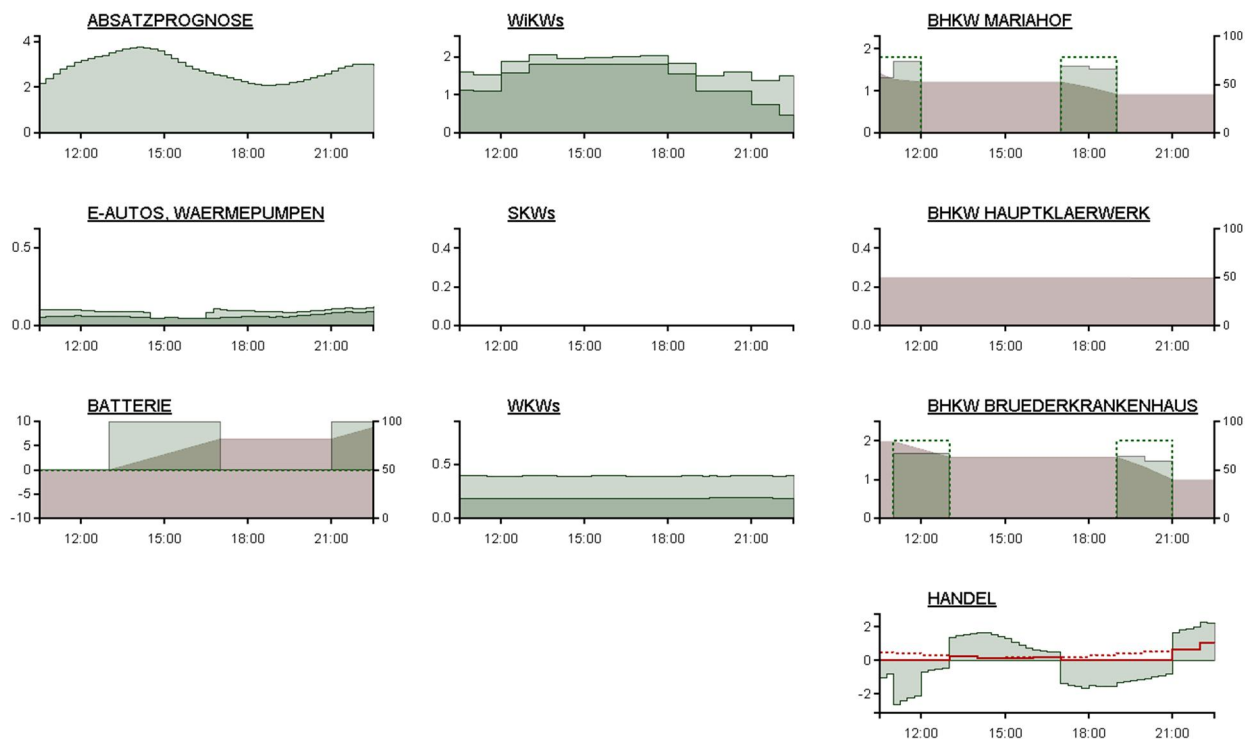 ABSATZPROGNOSE
4
2
0
12:00 15:00 18:00 21:00
WiKWs
2
1
0
12:00 15:00 18:00 21:00
BHKW MARIAHOF
2
1
0
100
50
0
12:00 15:00 18:00 21:00
E-AUTOS, WAERMEPUMPEN
0.5
0.0
12:00 15:00 18:00 21:00
SKWs
0.4
0.2
0.0
12:00 15:00 18:00 21:00
BHKW HAUPTKLAERWERK
0.4
0.2
0.0
100
50
0
12:00 15:00 18:00 21:00
BATTERIE
10
5
0
-5
-10
100
50
0
12:00 15:00 18:00 21:00
WKWs
0.5
0.0
12:00 15:00 18:00 21:00
BHKW BRUEDERKRANKENHAUS
2
1
0
100
50
0
12:00 15:00 18:00 21:00
HANDEL
2
0
-2
12:00 15:00 18:00 21:00